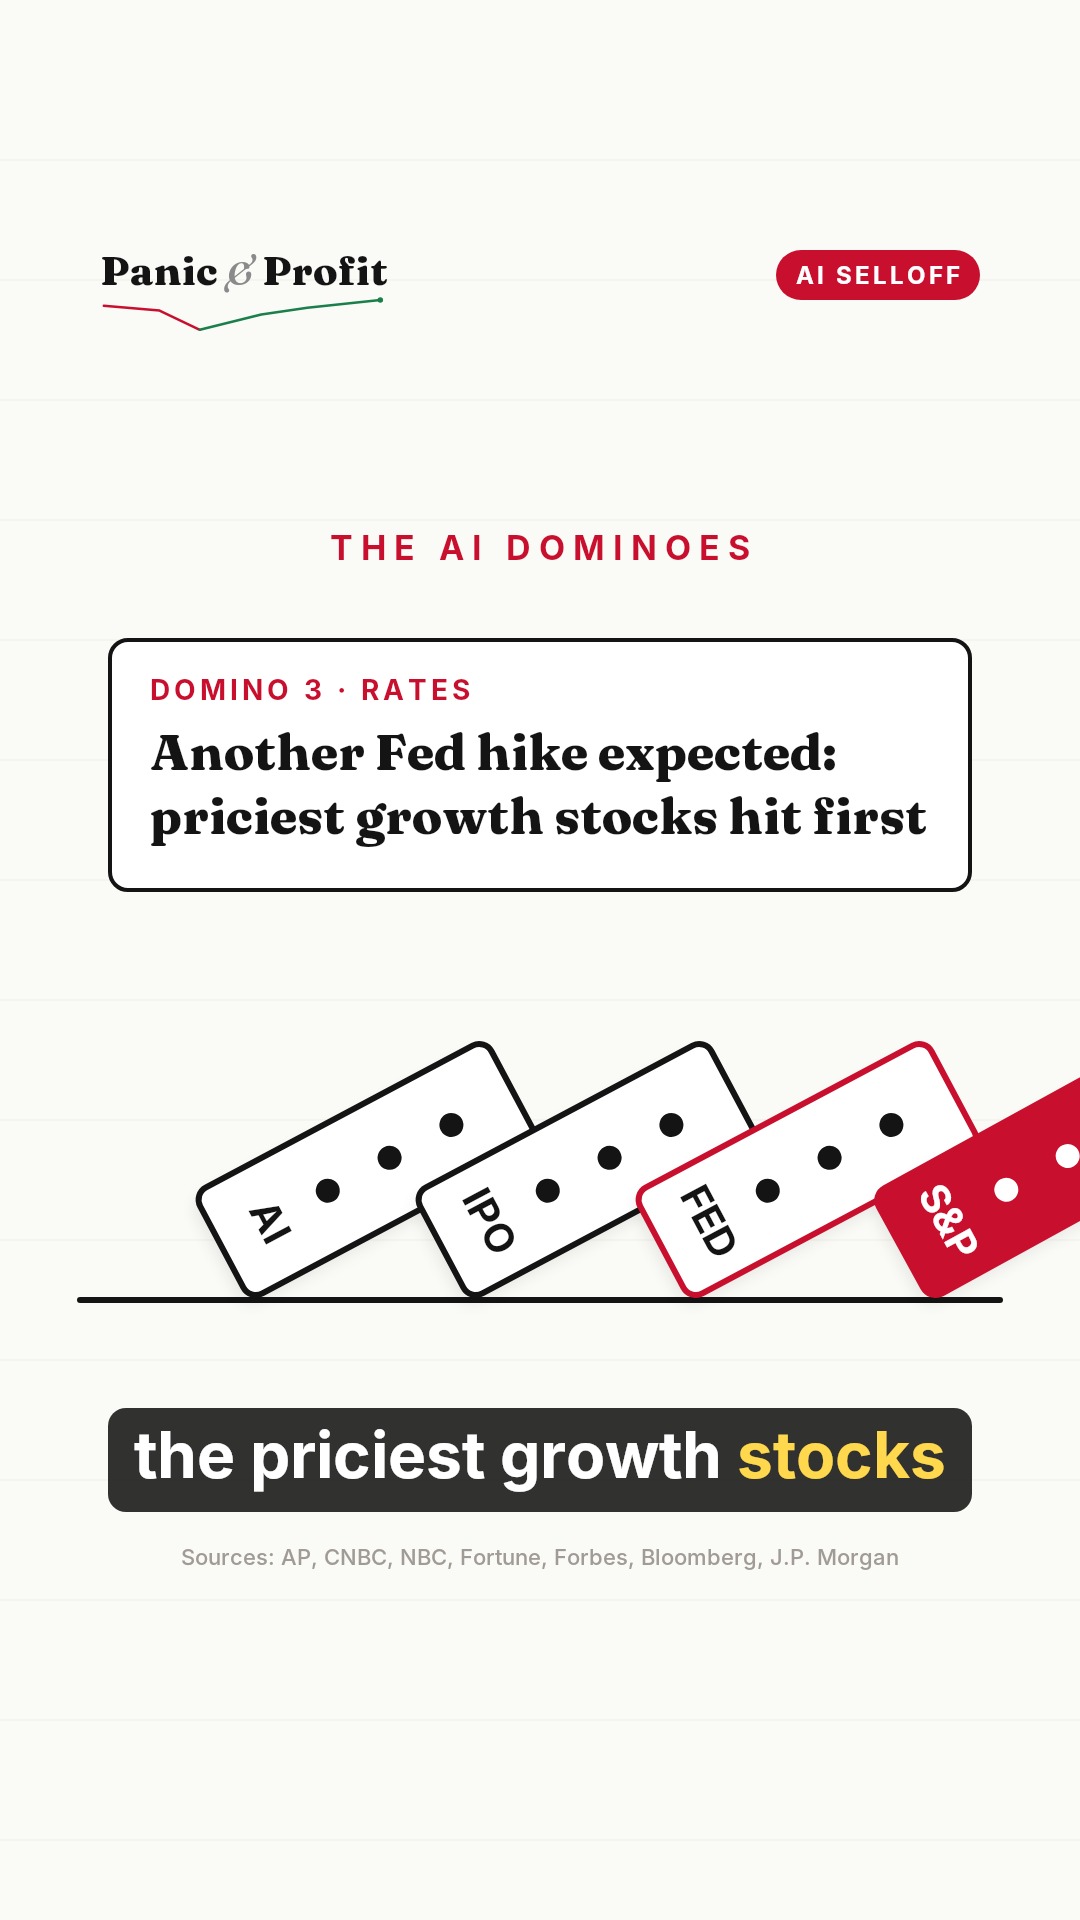 Panic & Profit
AI SELLOFF
THE AI DOMINOES
DOMINO 3 · RATES
Another Fed hike expected:
priciest growth stocks hit first
AI
IPO
FED
S&P
the priciest growth stocks
Sources: AP, CNBC, NBC, Fortune, Forbes, Bloomberg, J.P. Morgan